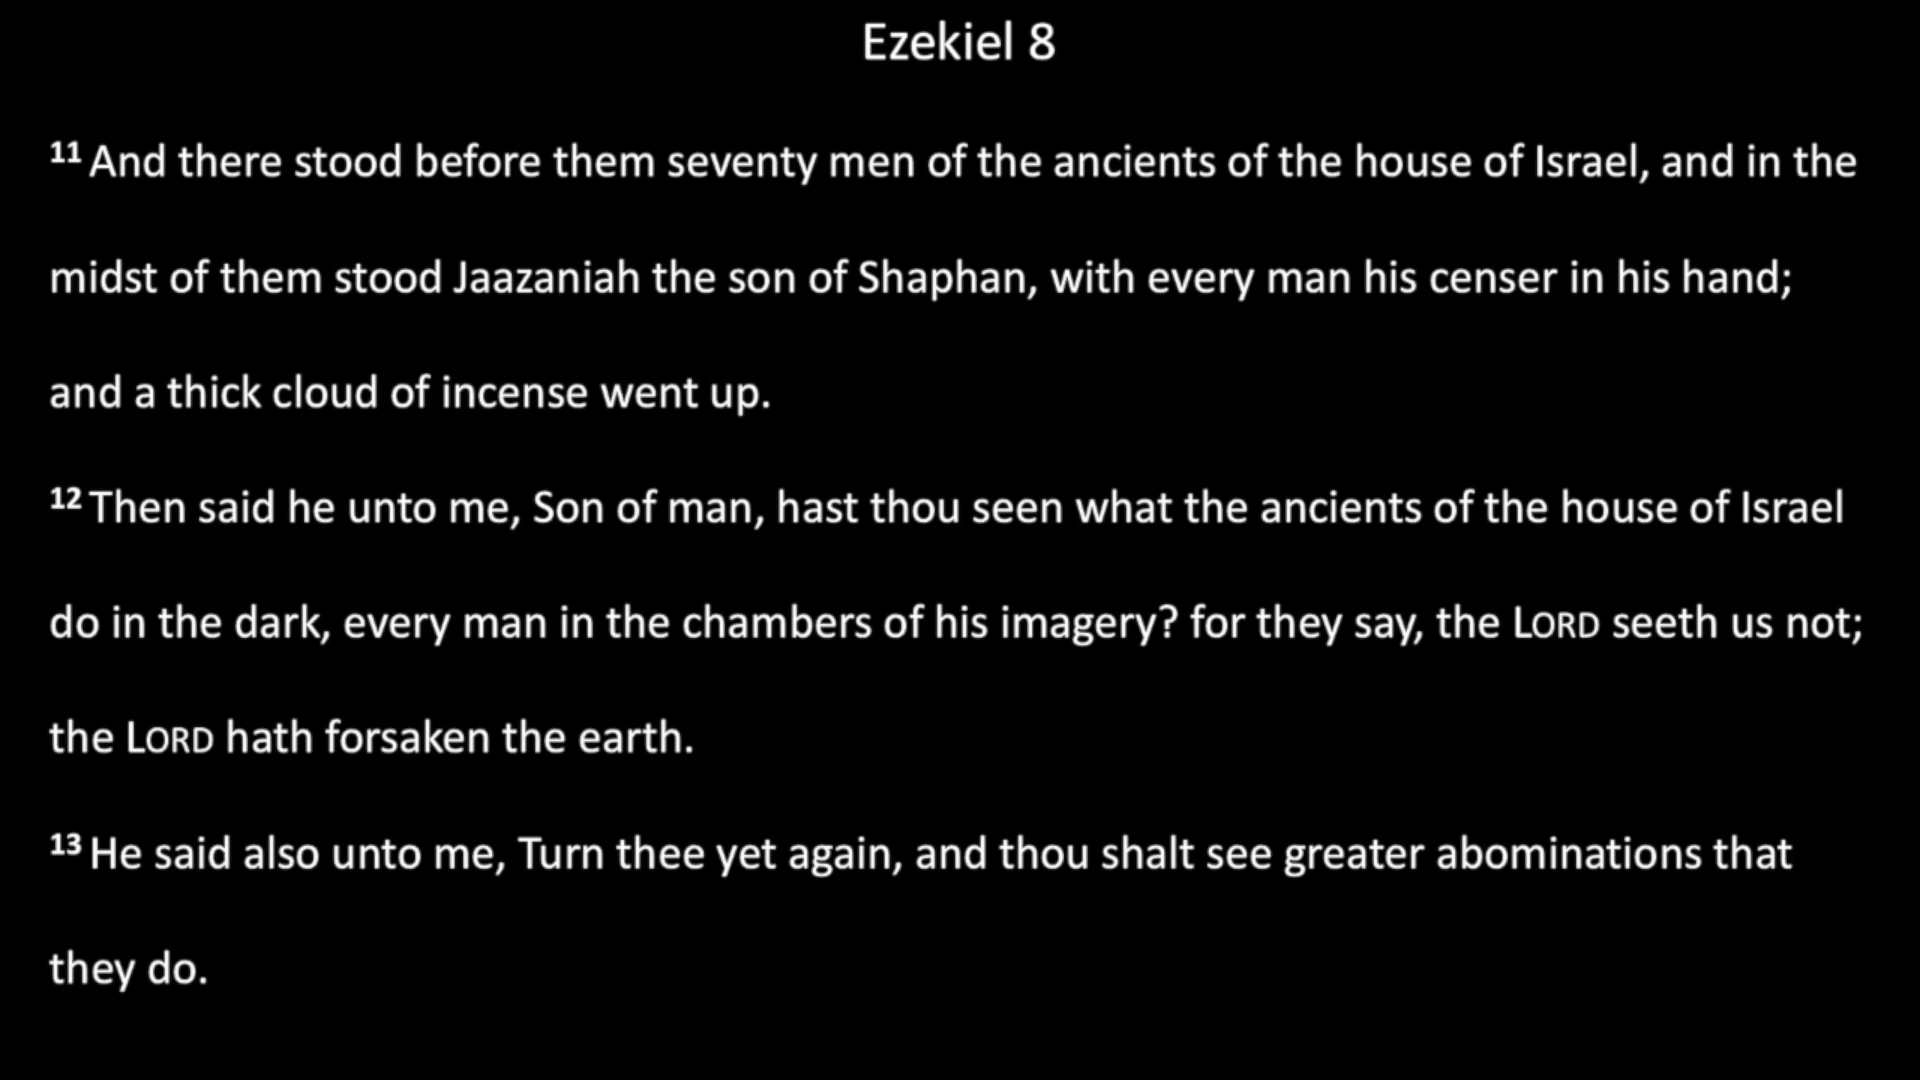 Ezekiel 8
11 And there stood before them seventy men of the ancients of the house of Israel, and in the
midst of them stood Jaazaniah the son of Shaphan, with every man his censer in his hand;
and a thick cloud of incense went up.
12 Then said he unto me, Son of man, hast thou seen what the ancients of the house of Israel
do in the dark, every man in the chambers of his imagery? for they say, the LORD seeth us not;
the LORD hath forsaken the earth.
13 He said also unto me, Turn thee yet again, and thou shalt see greater abominations that
they do.